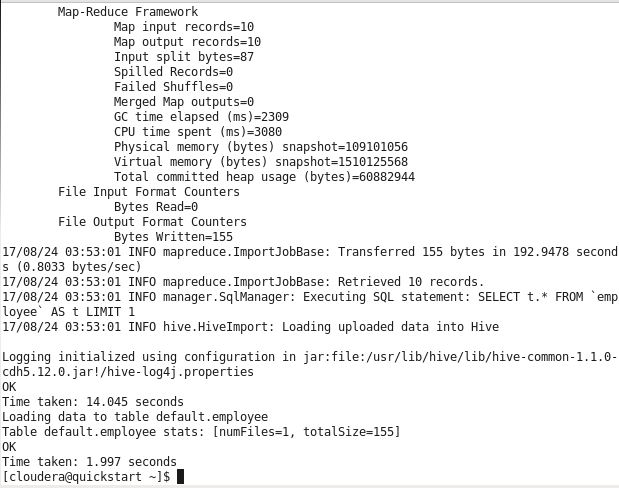 Map-Reduce Framework
Map input records=10
Map output records=10
Input split bytes=87
Spilled Records=0
Failed Shuffles=0
Merged Map outputs=0
GC time elapsed (ms)=2309
CPU time spent (ms)=3080
Physical memory (bytes) snapshot=109101056
Virtual memory (bytes) snapshot=1510125568
Total committed heap usage (bytes)=60882944
File Input Format Counters
Bytes Read=0
File Output Format Counters
Bytes Written=155
17/08/24 03:53:01 INFO mapreduce.ImportJobBase: Transferred 155 bytes in 192.9478 second
s (0.8033 bytes/sec)
17/08/24 03:53:01 INFO mapreduce.ImportJobBase: Retrieved 10 records.
17/08/24 03:53:01 INFO manager.SqlManager: Executing SQL statement: SELECT t.* FROM `emp
loyee` AS t LIMIT 1
17/08/24 03:53:01 INFO hive.HiveImport: Loading uploaded data into Hive
Logging initialized using configuration in jar:file:/usr/lib/hive/lib/hive-common-1.1.0-
cdh5.12.0.jar!/hive-log4j.properties
OK
Time taken: 14.045 seconds
Loading data to table default.employee
Table default.employee stats: [numFiles=1, totalSize=155]
OK
Time taken: 1.997 seconds
[cloudera@quickstart ~]$